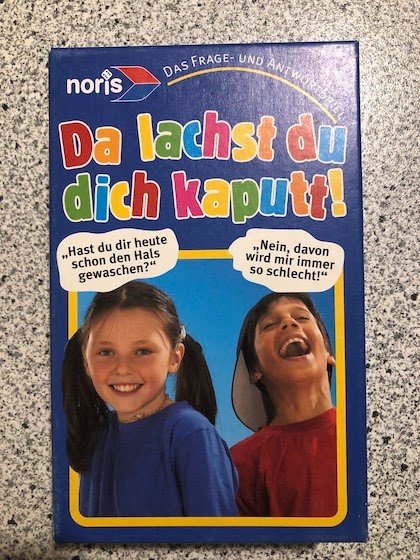 noris
DAS FRAGE- UND ANTWORTSPIEL
Da lachst du
dich kaputt!
„Hast du dir heute
schon den Hals
gewaschen?“
„Nein, davon
wird mir immer
so schlecht!“